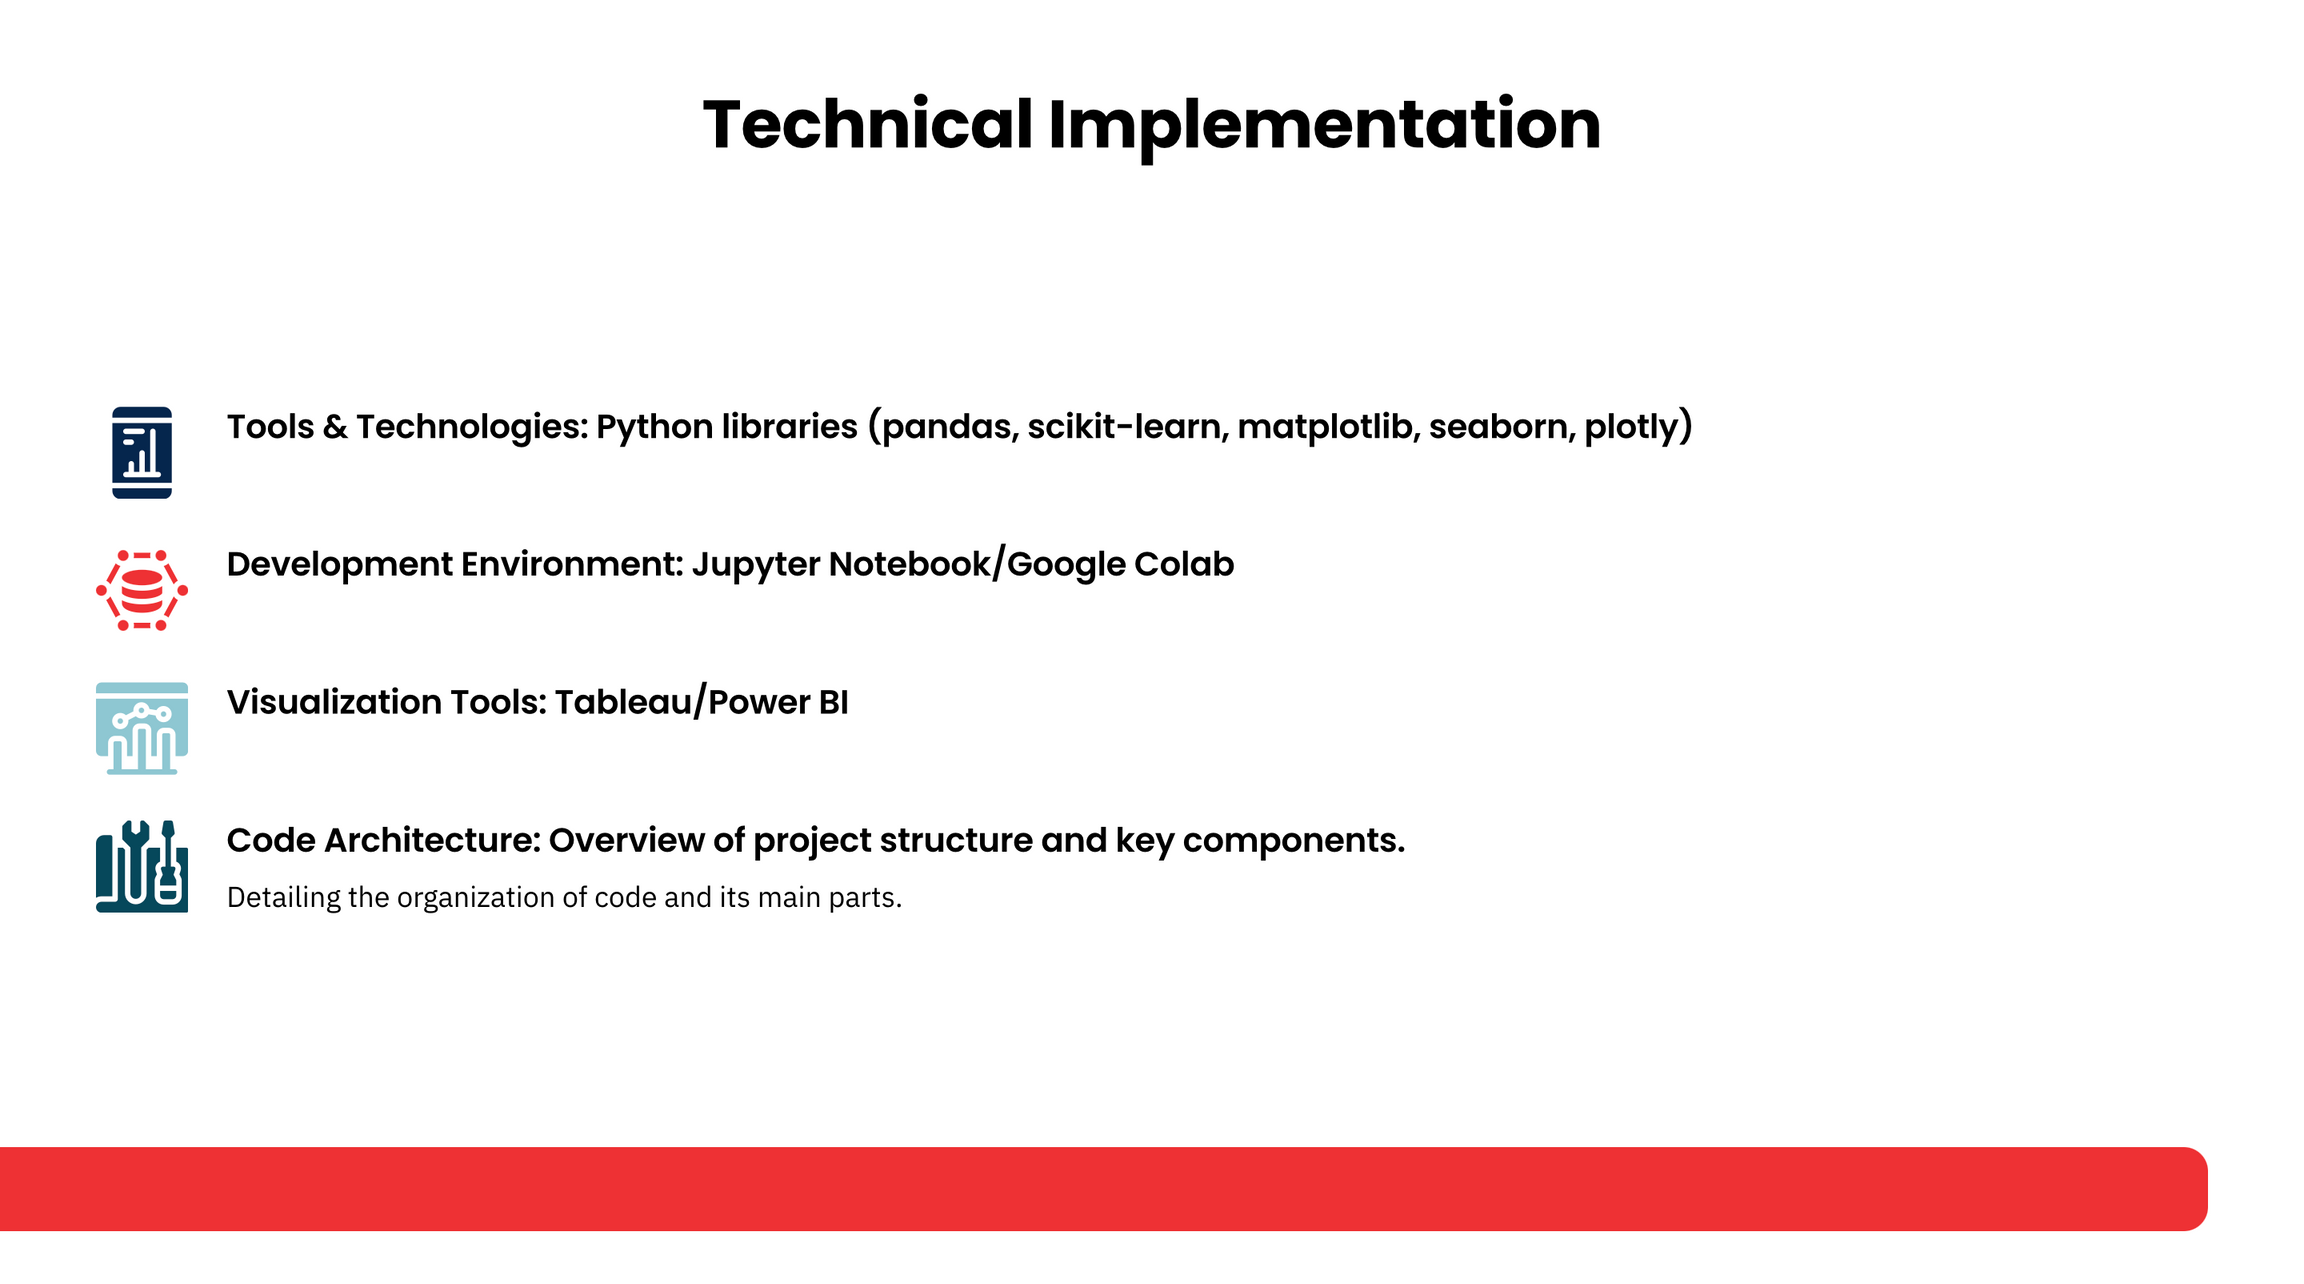 Technical Implementation
Tools & Technologies: Python libraries (pandas, scikit-learn, matplotlib, seaborn, plotly)
Development Environment: Jupyter Notebook/Google Colab
Visualization Tools: Tableau/Power BI
Code Architecture: Overview of project structure and key components.
Detailing the organization of code and its main parts.